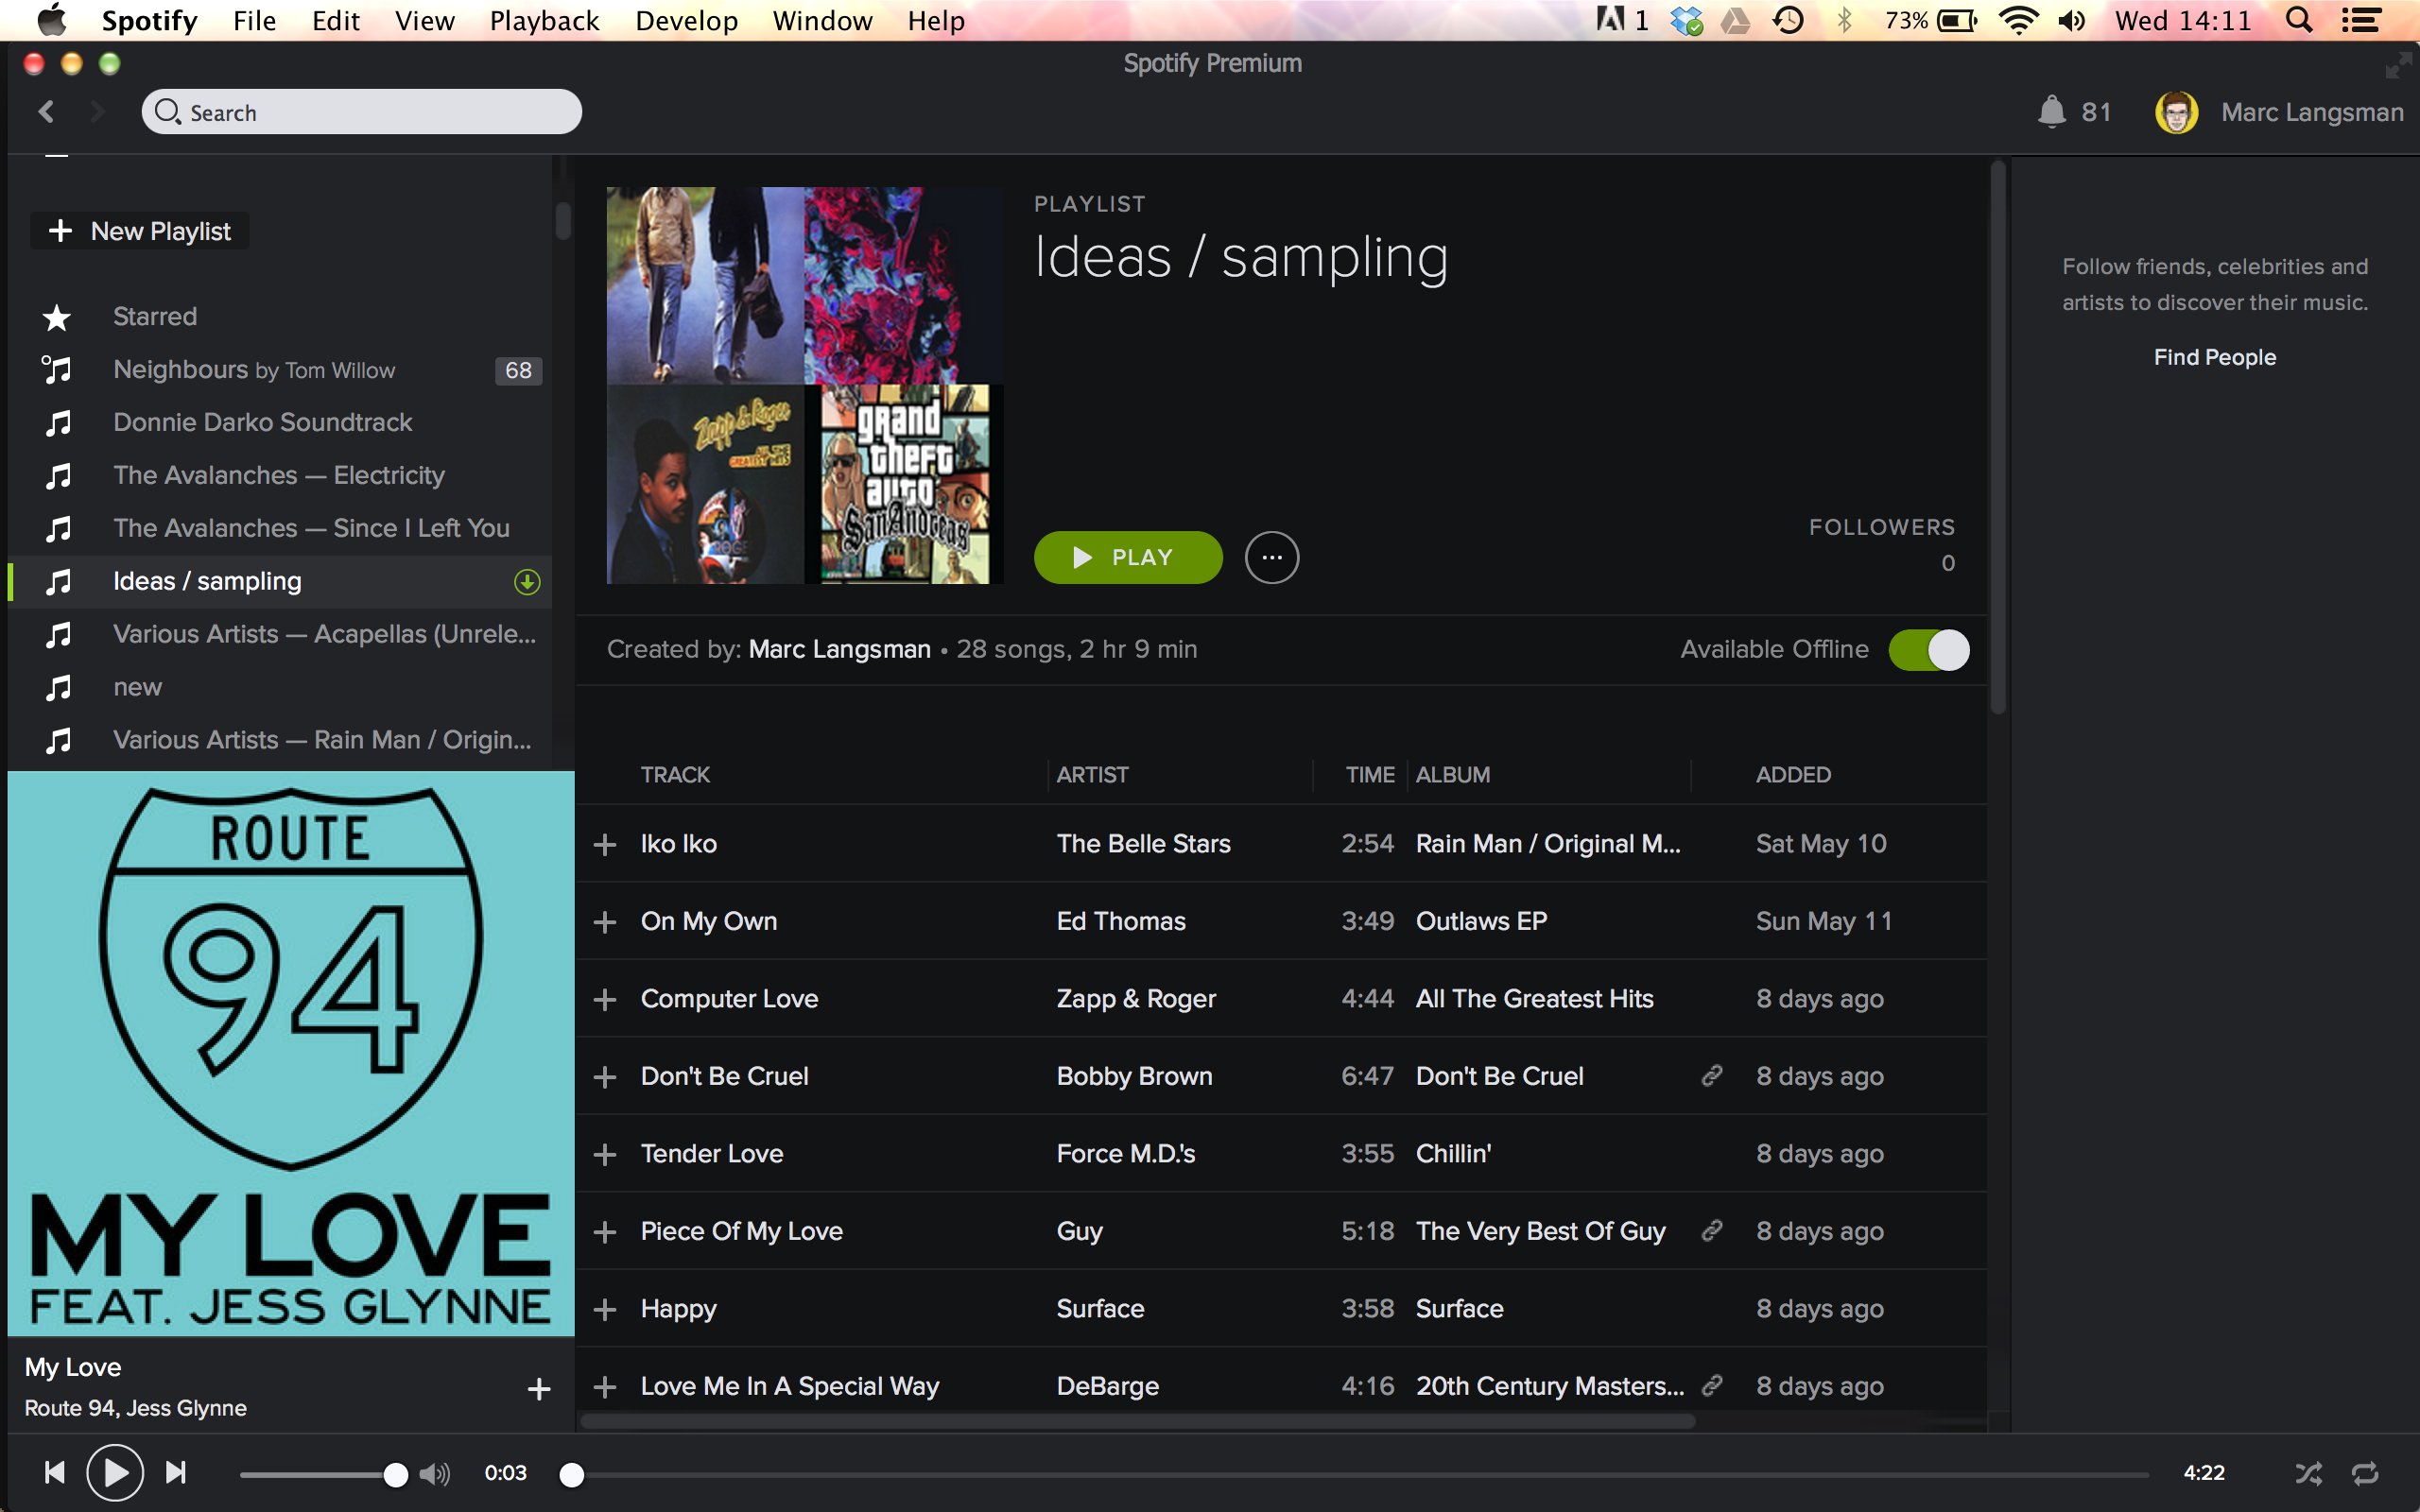 Spotify File Edit View Playback Develop Window Help 1 73% Wed 14:11
Spotify Premium
Search
81 Marc Langsman
New Playlist
Starred
Neighbours by Tom Willow 68
Donnie Darko Soundtrack
The Avalanches — Electricity
The Avalanches — Since I Left You
Ideas / sampling
Various Artists — Acapellas (Unrele...
new
Various Artists — Rain Man / Origin...
ROUTE
94
MY LOVE
FEAT. JESS GLYNNE
My Love
Route 94, Jess Glynne
Zapp & Roger
ALL THE
GREATEST HITS
ROGER
grand
theft
auto
San Andreas
PLAYLIST
Ideas / sampling
PLAY
FOLLOWERS
0
Created by: Marc Langsman • 28 songs, 2 hr 9 min
Available Offline
TRACK ARTIST TIME ALBUM ADDED
Iko Iko The Belle Stars 2:54 Rain Man / Original M... Sat May 10
On My Own Ed Thomas 3:49 Outlaws EP Sun May 11
Computer Love Zapp & Roger 4:44 All The Greatest Hits 8 days ago
Don't Be Cruel Bobby Brown 6:47 Don't Be Cruel 8 days ago
Tender Love Force M.D.'s 3:55 Chillin' 8 days ago
Piece Of My Love Guy 5:18 The Very Best Of Guy 8 days ago
Happy Surface 3:58 Surface 8 days ago
Love Me In A Special Way DeBarge 4:16 20th Century Masters... 8 days ago
Follow friends, celebrities and
artists to discover their music.
Find People
0:03
4:22